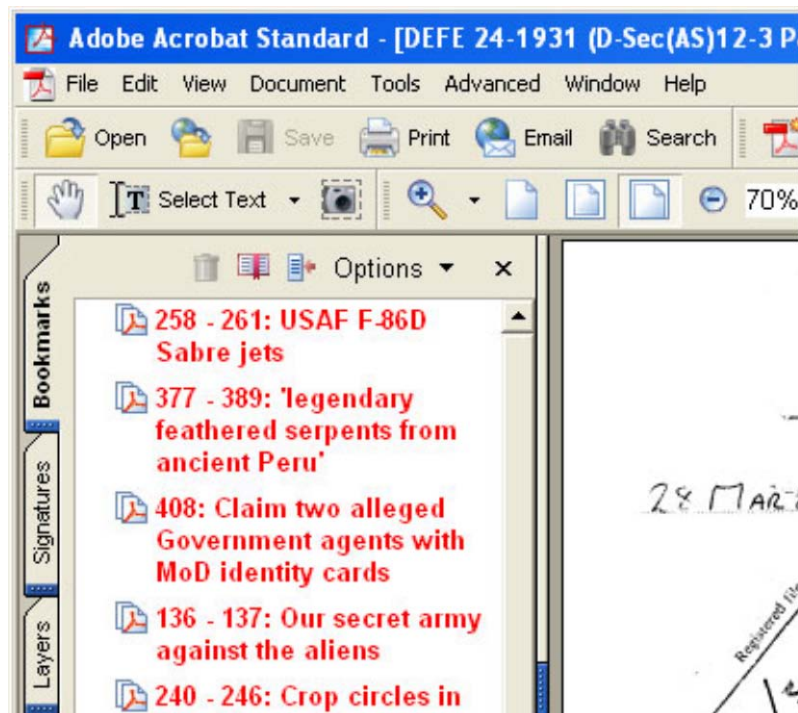 Adobe Acrobat Standard - [DEFE 24-1931 (D-Sec(AS)12-3 P
File Edit View Document Tools Advanced Window Help
Open Save Print Email Search
Select Text 70%
Options
Bookmarks
Signatures
Layers
258 - 261: USAF F-86D
Sabre jets
377 - 389: 'legendary
feathered serpents from
ancient Peru'
408: Claim two alleged
Government agents with
MoD identity cards
136 - 137: Our secret army
against the aliens
240 - 246: Crop circles in
28 MAR
Registered file